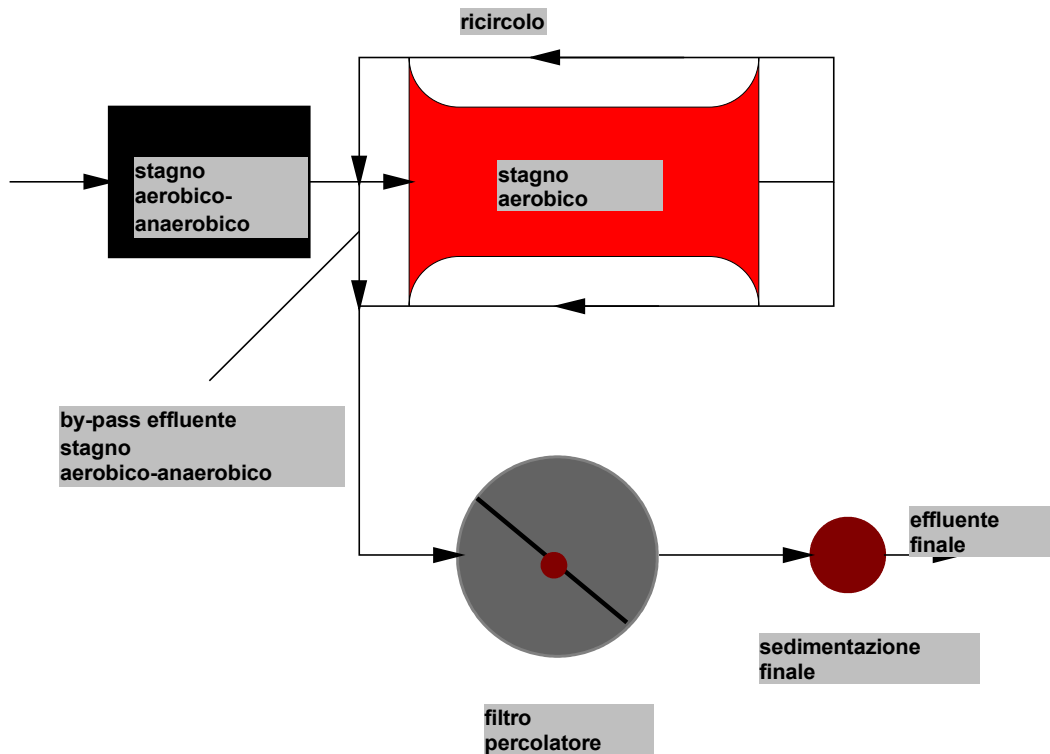 ricircolo
stagno
aerobico-
anaerobico
stagno
aerobico
by-pass effluente
stagno
aerobico-anaerobico
effluente
finale
sedimentazione
finale
filtro
percolatore